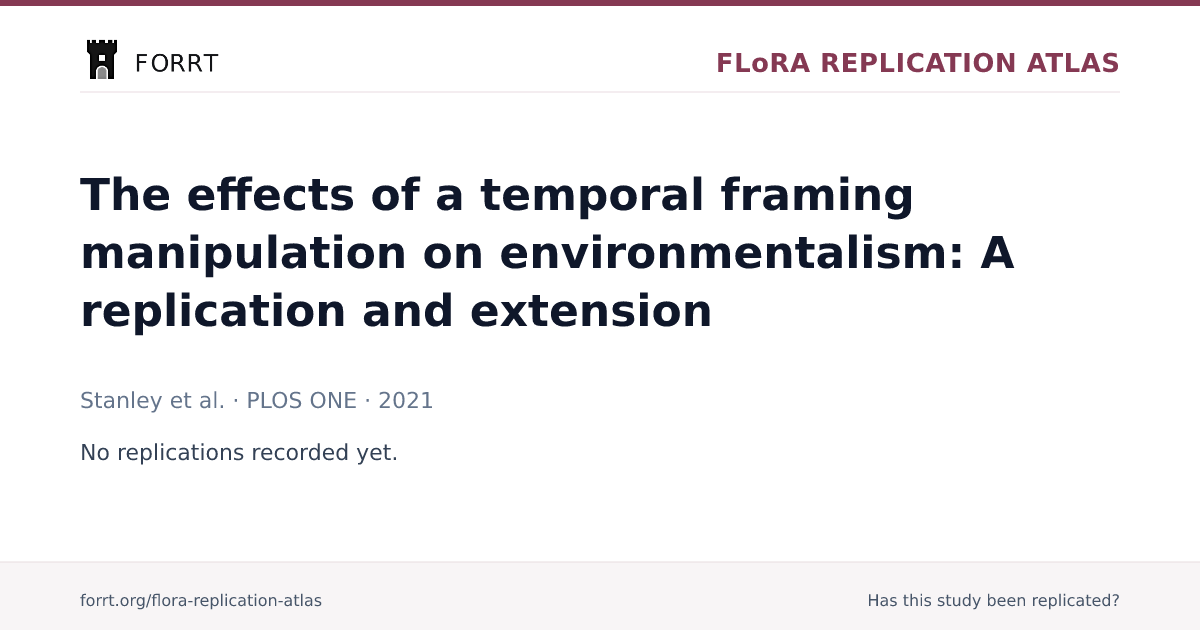 FORRT
FLoRA REPLICATION ATLAS
The effects of a temporal framing
manipulation on environmentalism: A
replication and extension
Stanley et al. · PLOS ONE · 2021
No replications recorded yet.
forrt.org/flora-replication-atlas
Has this study been replicated?